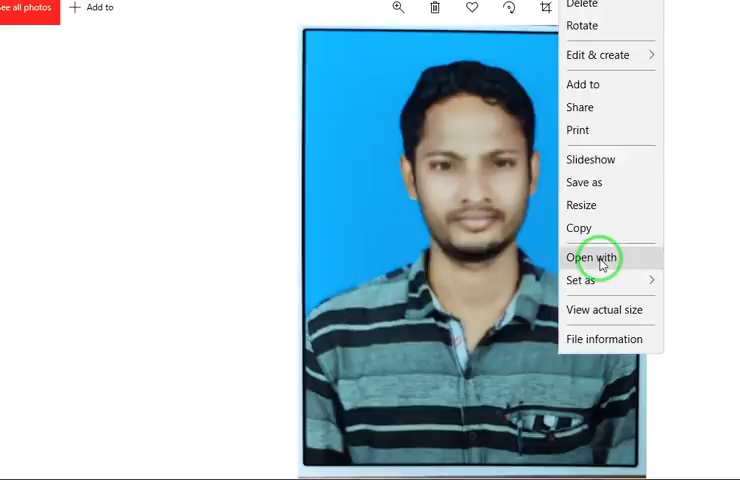 See all photos
Add to
Delete
Rotate
Edit & create
Add to
Share
Print
Slideshow
Save as
Resize
Copy
Open with
Set as
View actual size
File information